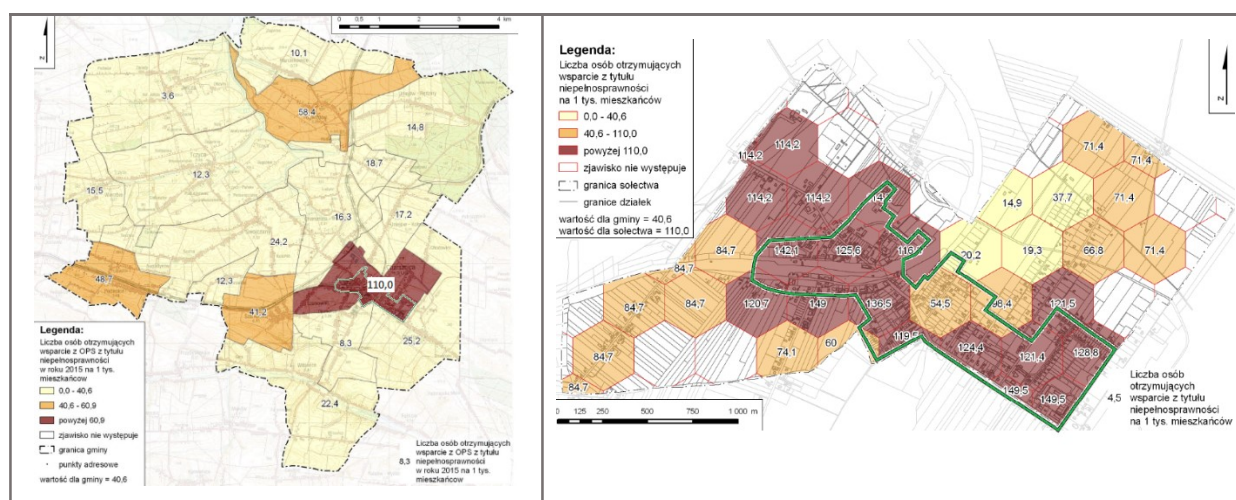 0 0,5 1 2 3 4 km
N
10,1
3,6
58,4
14,8
12,3
18,7
15,5
16,3
17,2
24,2
48,7
12,3
110,0
41,2
8,3
25,2
22,4
Legenda:
Liczba osób otrzymujących
wsparcie z OPS z tytułu
niepełnosprawności
w roku 2015 na 1 tys.
mieszkańców
0,0 - 40,6
40,6 - 60,9
powyżej 60,9
zjawisko nie występuje
granica gminy
punkty adresowe
wartość dla gminy = 40,6
Liczba osób
otrzymujących
wsparcie z OPS z tytułu
8,3 niepełnosprawności
w roku 2015 na 1 tys.
mieszkańców
Legenda:
Liczba osób otrzymujących
wsparcie z tytułu
niepełnosprawności
na 1 tys. mieszkańców
0,0 - 40,6
40,6 - 110,0
powyżej 110,0
zjawisko nie występuje
granica sołectwa
granice działek
wartość dla gminy = 40,6
wartość dla sołectwa = 110,0
N
114,2
114,2
71,4
71,4
114,2
114,2
14,9
37,7
71,4
84,7
142,1
125,6
20,2
19,3
66,8
71,4
84,7
84,7
84,7
120,7
149
136,5
54,5
98,4
121,5
84,7
74,1
60
124,4
121,4
128,8
84,7
149,5
149,5
0 125 250 500 750 1 000 m
Liczba osób
otrzymujących
wsparcie z tytułu
4,5 niepełnosprawności
na 1 tys. mieszkańców